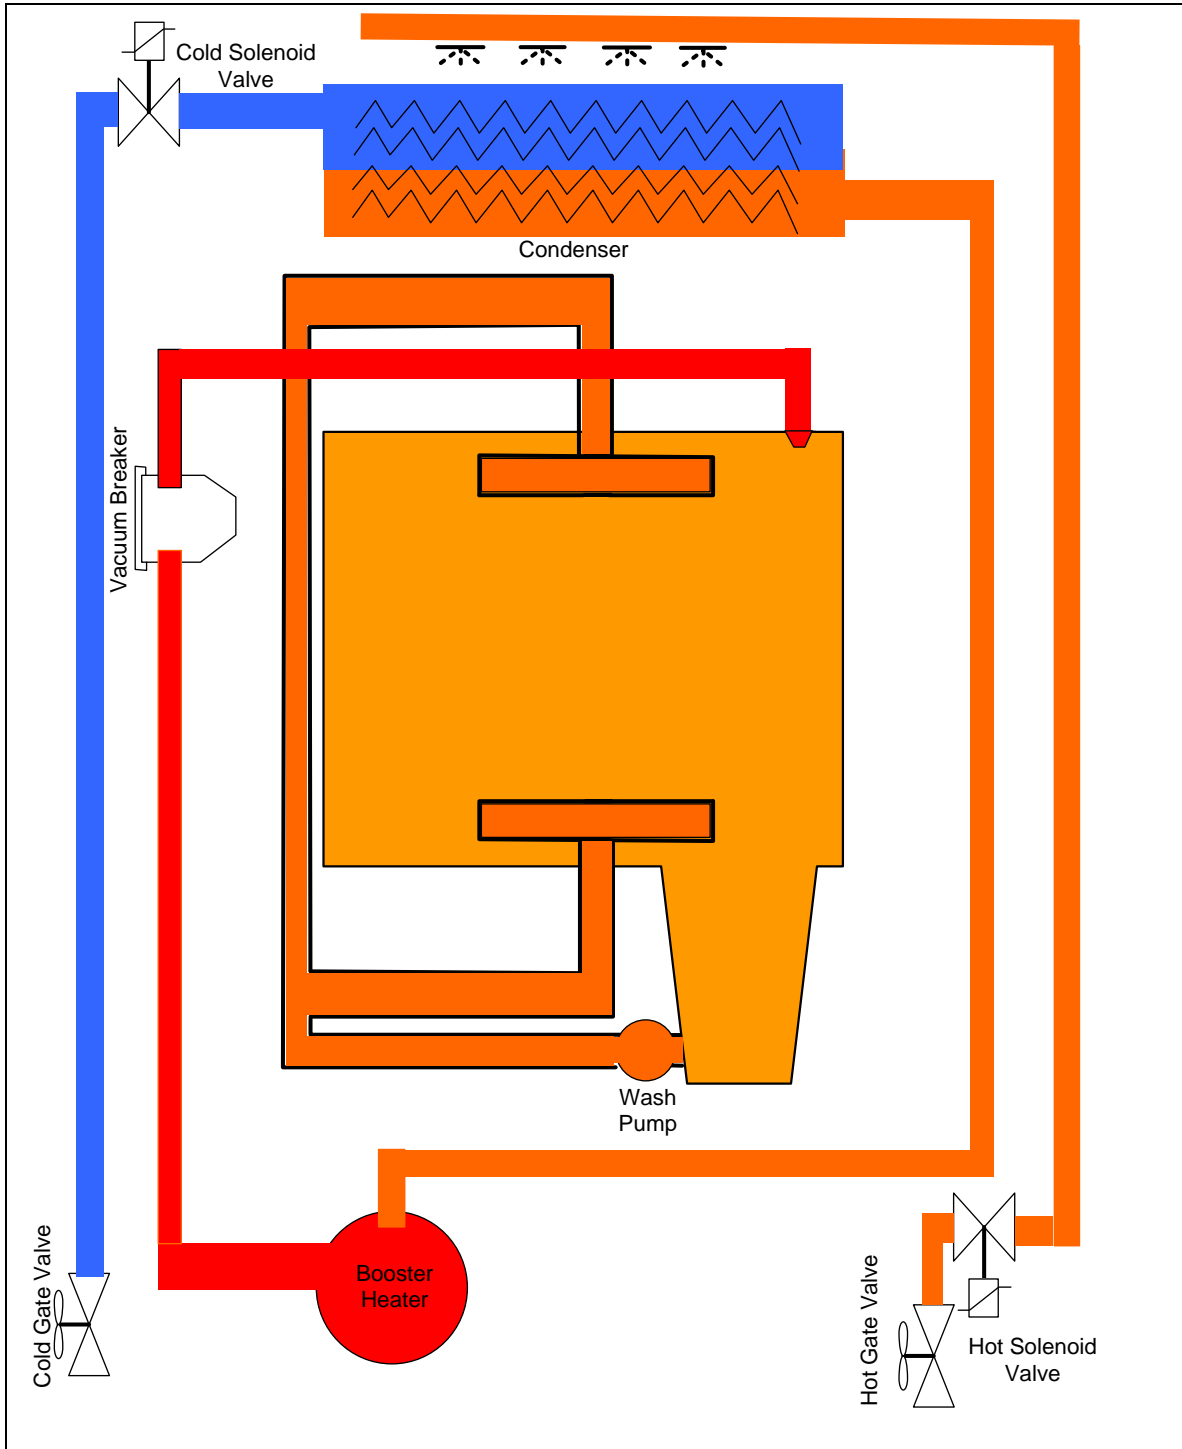 Cold Solenoid
Valve
Condenser
Vacuum Breaker
Wash
Pump
Booster
Heater
Cold Gate Valve
Hot Gate Valve
Hot Solenoid
Valve